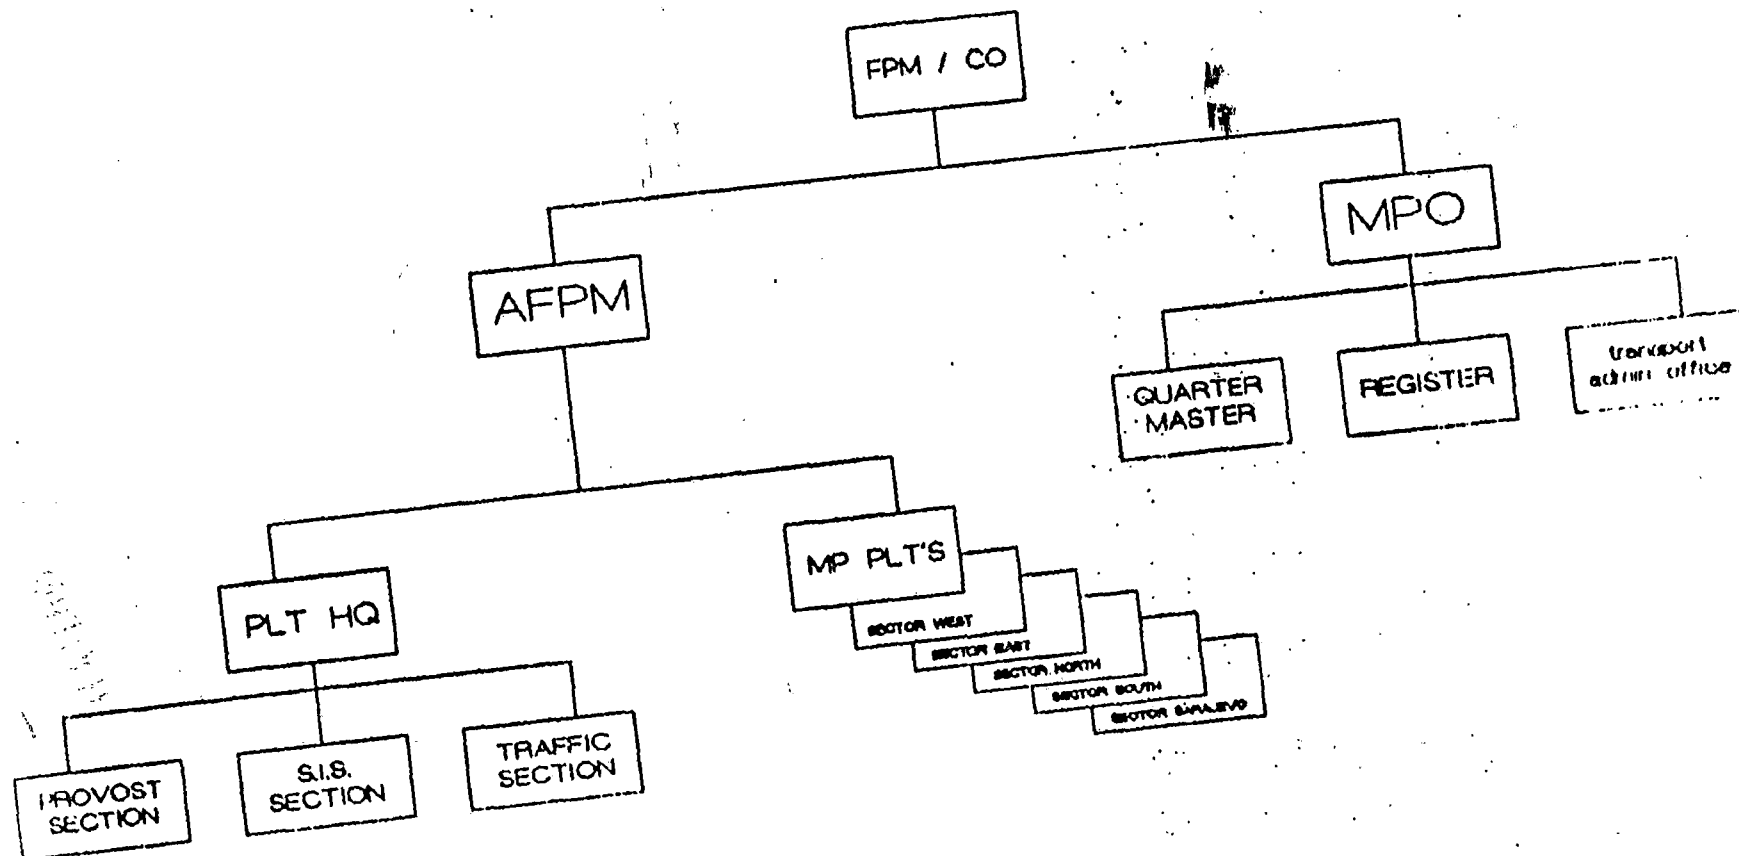 FPM / CO
MPO
AFPM
QUARTER
MASTER
REGISTER
transport
admin office
MP PLT'S
SECTOR WEST
SECTOR EAST
SECTOR NORTH
SECTOR SOUTH
SECTOR SARAJEVO
PLT HQ
PROVOST
SECTION
S.I.S.
SECTION
TRAFFIC
SECTION